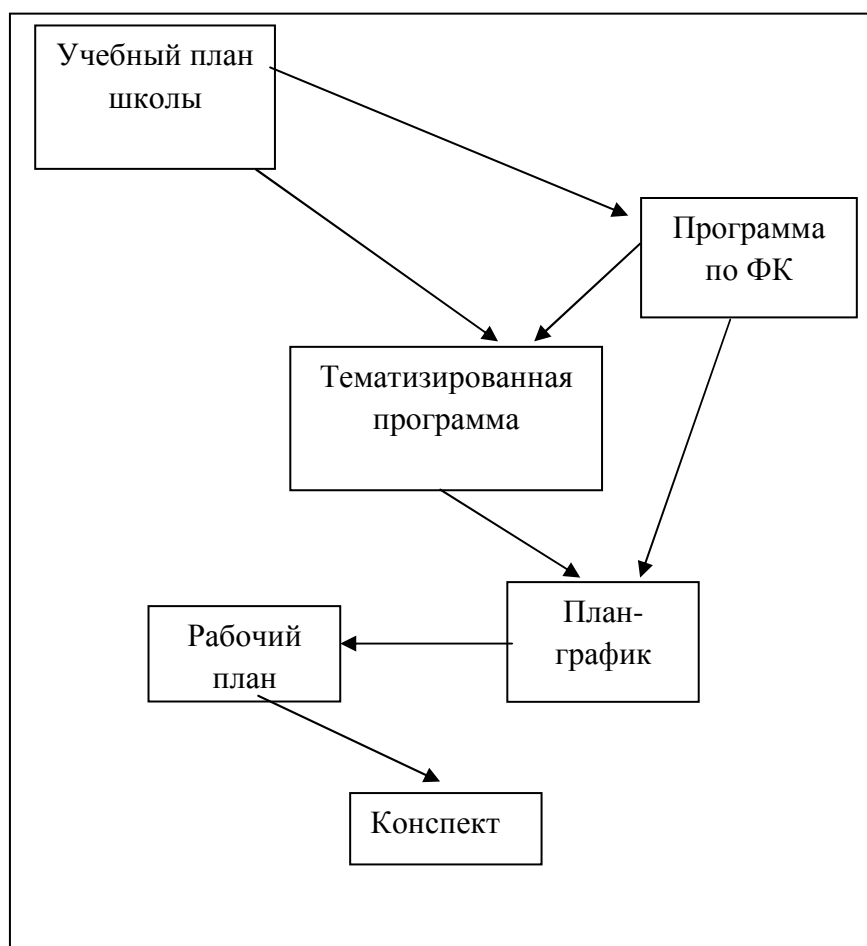 Учебный план
школы
Программа
по ФК
Тематизированная
программа
План-
график
Рабочий
план
Конспект